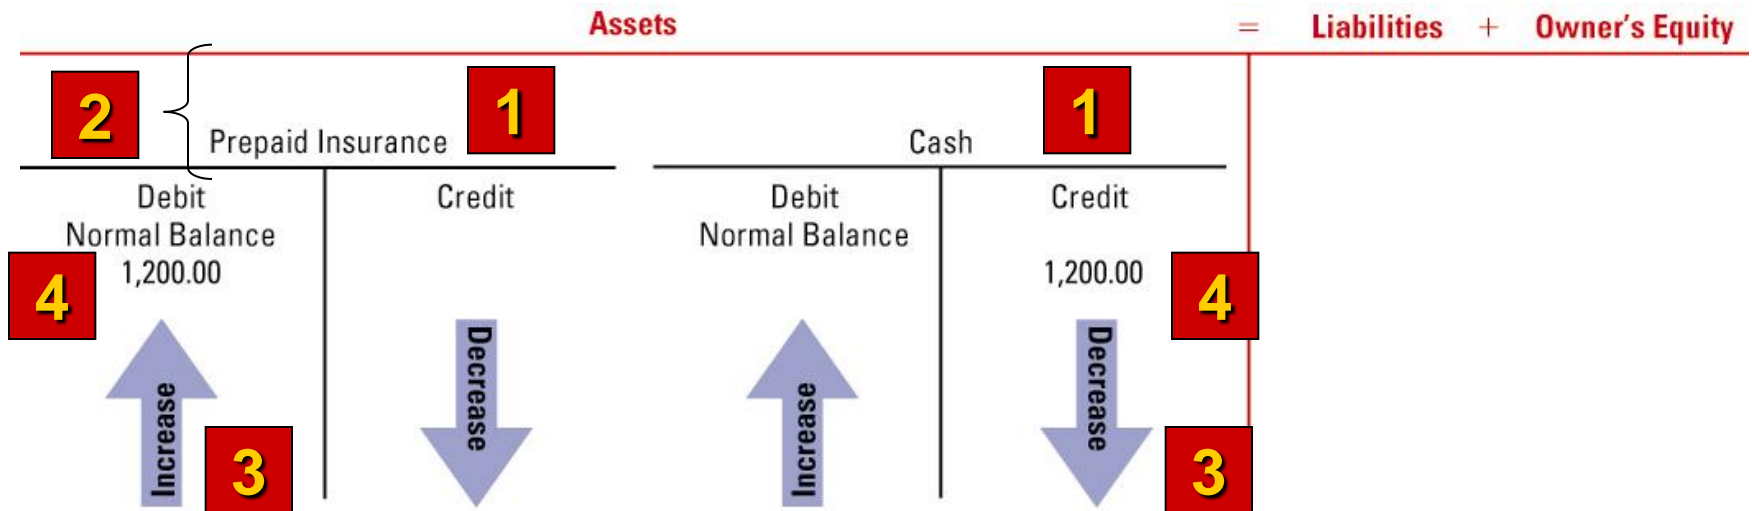 Assets = Liabilities + Owner's Equity
2 1 1
Prepaid Insurance Cash
Debit Credit Debit Credit
Normal Balance Normal Balance
4 1,200.00 1,200.00 4
Increase Decrease Increase Decrease
3 3